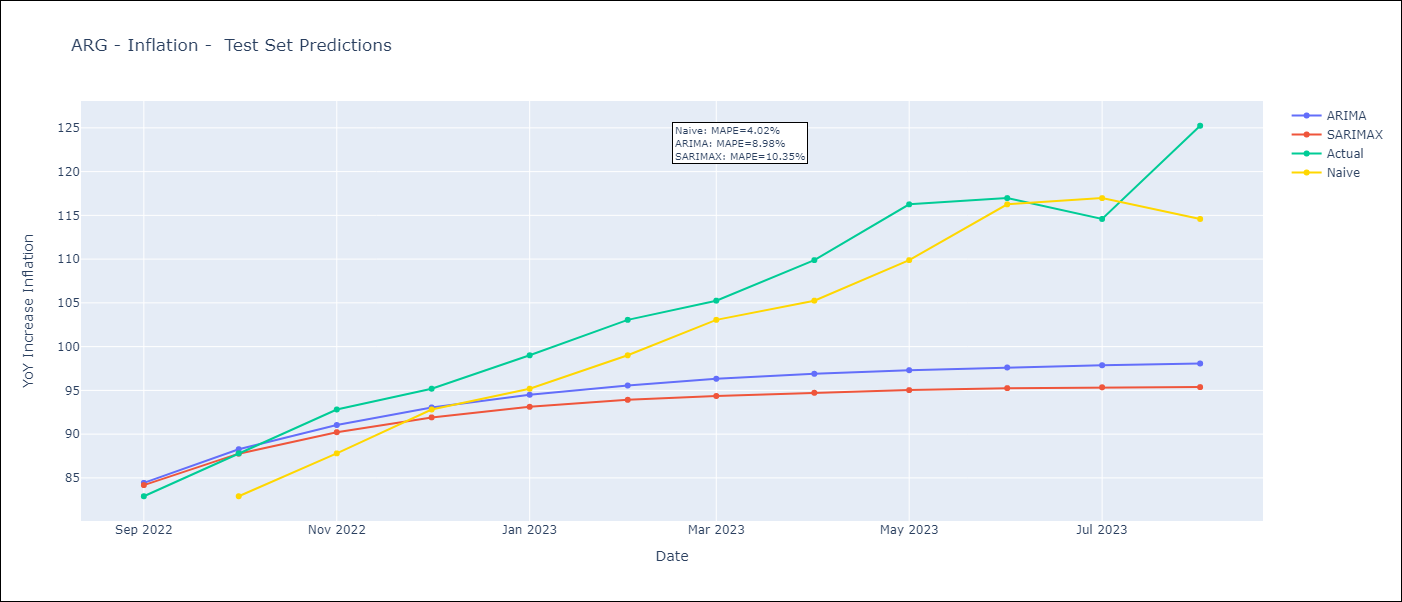 ARG - Inflation -  Test Set Predictions
Naive: MAPE=4.02%
ARIMA: MAPE=8.98%
SARIMAX: MAPE=10.35%
ARIMA
SARIMAX
Actual
Naive
YoY Increase Inflation
125
120
115
110
105
100
95
90
85
Sep 2022
Nov 2022
Jan 2023
Mar 2023
May 2023
Jul 2023
Date